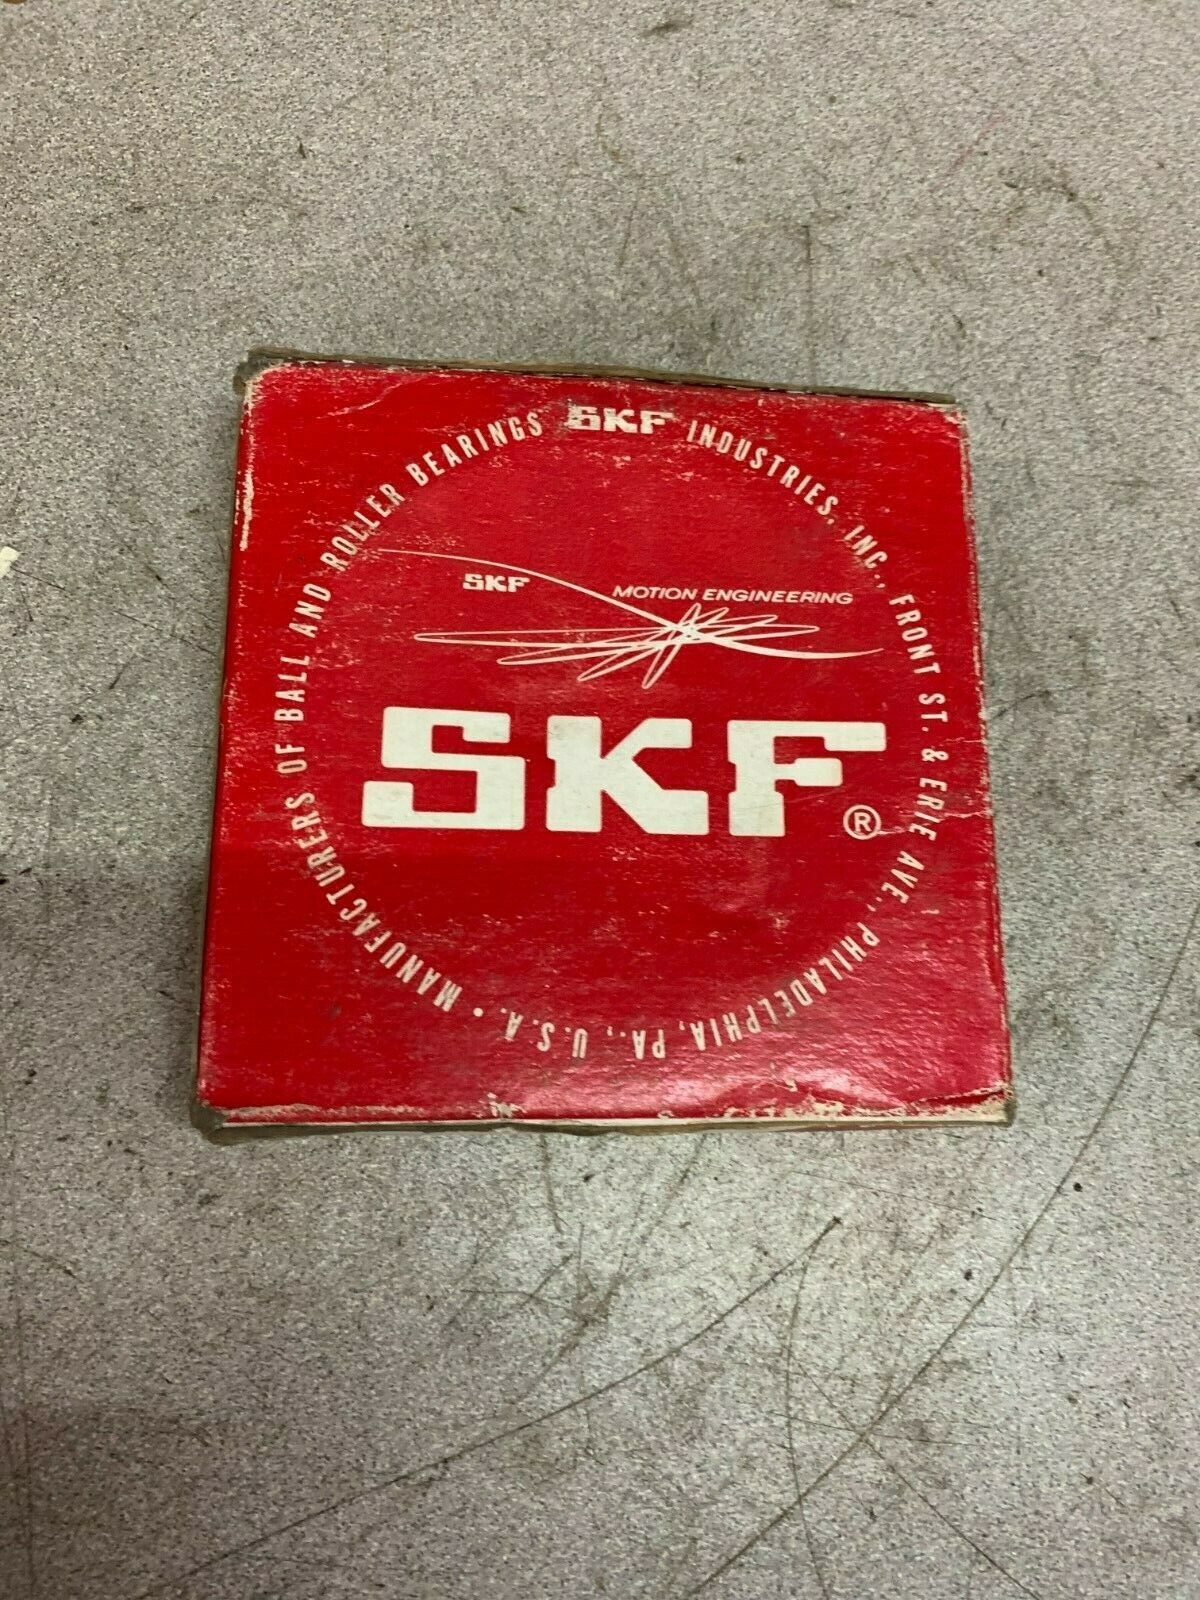 MANUFACTURERS OF BALL AND ROLLER BEARINGS SKF INDUSTRIES, INC., FRONT ST. & ERIE AVE., PHILADELPHIA, PA., U.S.A. •
SKF MOTION ENGINEERING
SKF®